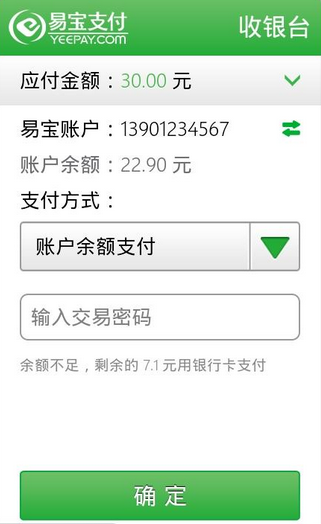 易宝支付
YEEPAY.COM
收银台
应付金额：30.00 元
易宝账户：13901234567
账户余额：22.90 元
支付方式：
账户余额支付
输入交易密码
余额不足，剩余的 7.1 元用银行卡支付
确 定